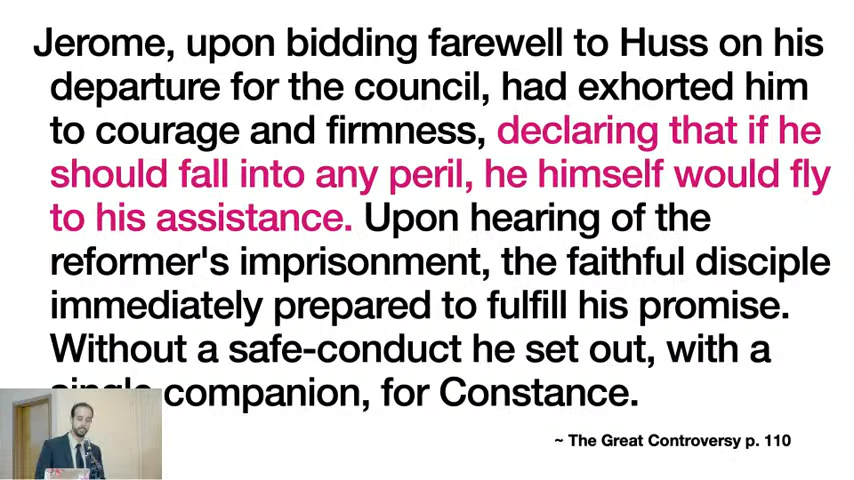 Jerome, upon bidding farewell to Huss on his
departure for the council, had exhorted him
to courage and firmness, declaring that if he
should fall into any peril, he himself would fly
to his assistance. Upon hearing of the
reformer's imprisonment, the faithful disciple
immediately prepared to fulfill his promise.
Without a safe-conduct he set out, with a
single companion, for Constance.
~ The Great Controversy p. 110